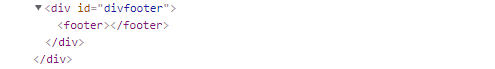 <div id="divfooter">
<footer></footer>
</div>
</div>